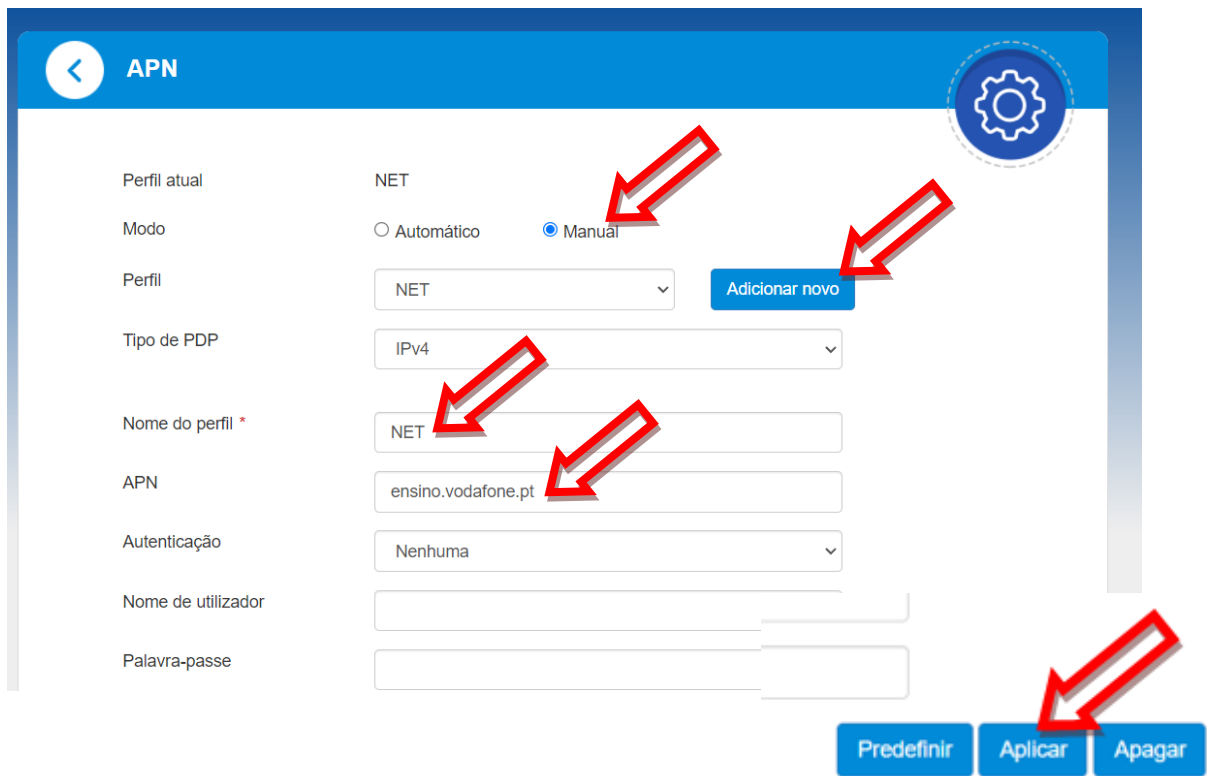 APN
Perfil atual NET
Modo Automático Manual
Perfil NET Adicionar novo
Tipo de PDP IPv4
Nome do perfil * NET
APN ensino.vodafone.pt
Autenticação Nenhuma
Nome de utilizador
Palavra-passe
Predefinir Aplicar Apagar